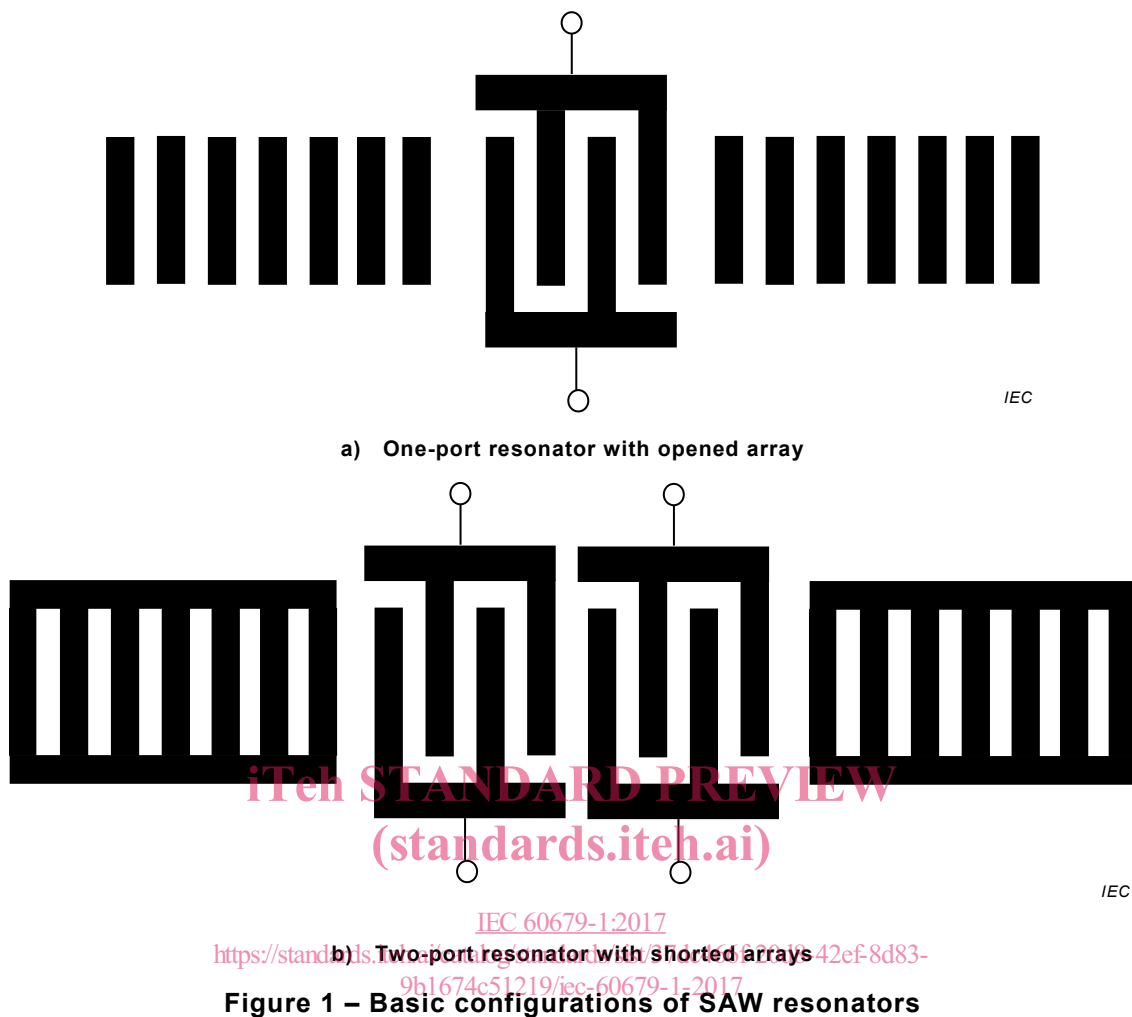 IEC
a) One-port resonator with opened array
iTeh STANDARD PREVIEW
(standards.iteh.ai)
IEC
IEC 60679-1:2017
b) Two-port resonator with shorted arrays
9b1674c51219/iec-60679-1-2017
Figure 1 – Basic configurations of SAW resonators